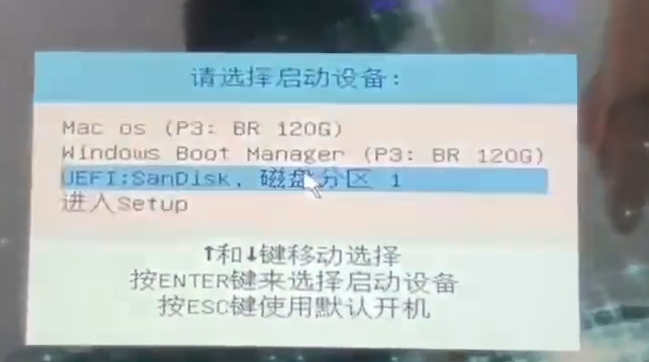 请选择启动设备:
Mac os (P3: BR 120G)
Windows Boot Manager (P3: BR 120G)
UEFI:SanDisk, 磁盘分区 1
进入Setup
↑和↓键移动选择
按ENTER键来选择启动设备
按ESC键使用默认开机